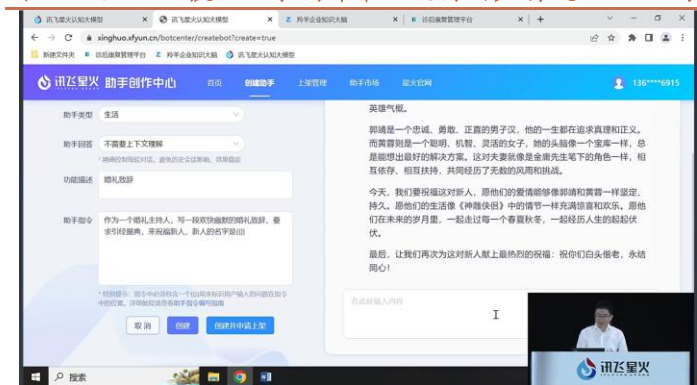 讯飞星火认知大模型
讯飞星火认知大模型
羚羊企业知识大脑
诊后康复管理平台
xinghuo.xfyun.cn/botcenter/createbot?create=true
新建文件夹
诊后康复管理平台
羚羊企业知识大脑
讯飞星火认知大模型
讯飞星火 助手创作中心
首页
创建助手
上架管理
助手市场
星火官网
136****6915
助手类型
生活
助手回答
不需要上下文理解
功能描述
婚礼致辞
助手指令
作为一个婚礼主持人，写一段欢快幽默的婚礼致辞，要
求引经据典，来祝福新人，新人的名字是{{}}
取消
创建
创建并申请上架
英雄气概。
郭靖是一个忠诚、勇敢、正直的男子汉，他的一生都在追求真理和正义。
而黄蓉则是一个聪明、机智、灵活的女子，她的头脑像一个宝库一样，总
是能想出最好的解决方案。这对夫妻就像是金庸先生笔下的角色一样，相
互依存、相互扶持，共同经历了无数的风雨和挑战。
今天，我们要祝福这对新人，愿他们的爱情能够像郭靖和黄蓉一样坚定、
持久。愿他们的生活像《神雕侠侣》中的情节一样充满惊喜和欢乐。愿他
们在未来的岁月里，一起走过每一个春夏秋冬，一起经历人生的起起伏
伏。
最后，让我们再次为这对新人献上最热烈的祝福：祝你们白头偕老，永结
同心！
在此处输入内容
搜索
讯飞星火